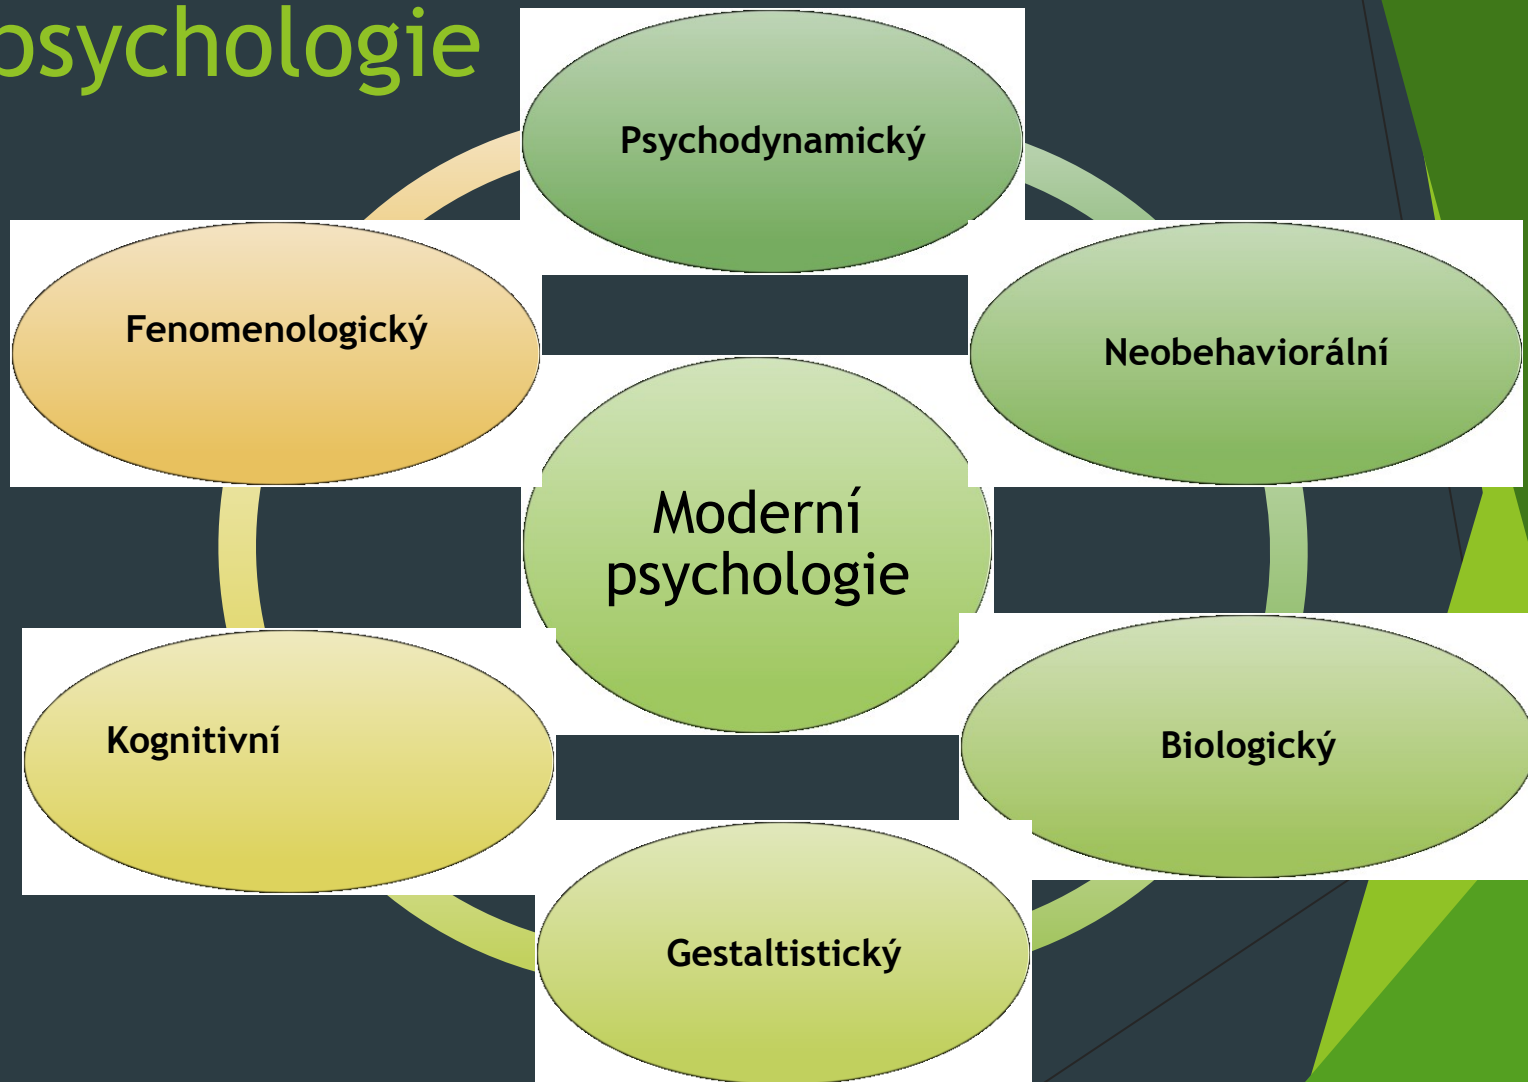 psychologie
Psychodynamický
Fenomenologický
Neobehaviorální
Moderní
psychologie
Kognitivní
Biologický
Gestaltistický